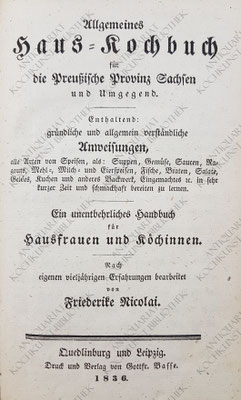 Allgemeines
Haus-Kochbuch
für
die Preußische Provinz Sachsen
und Umgegend.
Enthaltend:
gründliche und allgemein verständliche
Anweisungen,
alle Arten von Speisen, als: Suppen, Gemüse, Saucen, Ra-
gouts, Mehl-, Milch- und Eierspeisen, Fische, Braten, Salate,
Gelées, Kuchen und anderes Backwerk, Eingemachtes ꝛc. in sehr
kurzer Zeit und schmackhaft bereiten zu lernen.
Ein unentbehrliches Handbuch
für
Hausfrauen und Köchinnen.
Nach
eigenen vieljährigen Erfahrungen bearbeitet
von
Friederike Nicolai.
Quedlinburg und Leipzig.
Druck und Verlag von Gottfr. Basse.
1836.